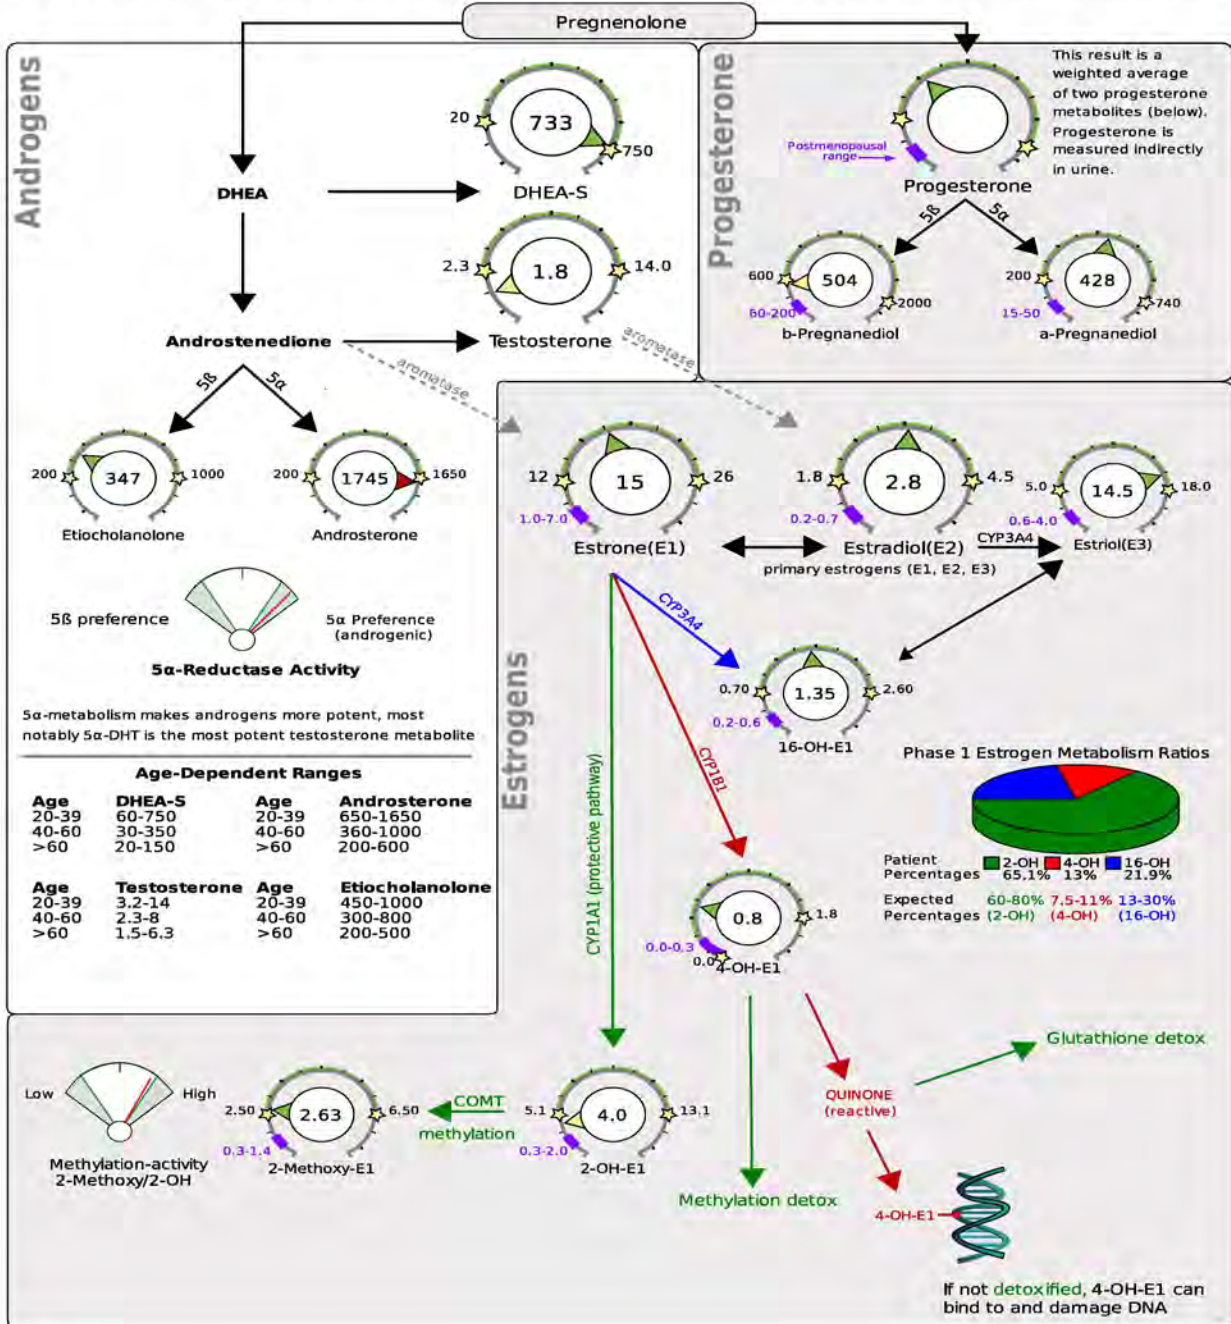 Pregnenolone
Androgens
20
733
750
DHEA-S
DHEA
2.3
1.8
14.0
Testosterone
Androstenedione
aromatase
aromatase
5ß
5α
200
347
1000
Etiocholanolone
200
1745
1650
Androsterone
5ß preference
5α Preference
(androgenic)
5α-Reductase Activity
5α-metabolism makes androgens more potent, most
notably 5α-DHT is the most potent testosterone metabolite
Age-Dependent Ranges
Age DHEA-S Age Androsterone
20-39 60-750 20-39 650-1650
40-60 30-350 40-60 360-1000
>60 20-150 >60 200-600
Age Testosterone Age Etiocholanolone
20-39 3.2-14 20-39 450-1000
40-60 2.3-8 40-60 300-800
>60 1.5-6.3 >60 200-500
Progesterone
This result is a
weighted average
of two progesterone
metabolites (below).
Progesterone is
measured indirectly
in urine.
Postmenopausal
range
Progesterone
5ß
5α
600
504
2000
60-200
b-Pregnanediol
200
428
740
15-50
a-Pregnanediol
Estrogens
12
15
26
1.0-7.0
Estrone(E1)
1.8
2.8
4.5
0.2-0.7
Estradiol(E2)
CYP3A4
5.0
14.5
18.0
0.6-4.0
Estriol(E3)
primary estrogens (E1, E2, E3)
CYP3A4
0.70
1.35
2.60
0.2-0.6
16-OH-E1
CYP1B1
CYP1A1 (protective pathway)
Phase 1 Estrogen Metabolism Ratios
Patient 2-OH 4-OH 16-OH
Percentages 65.1% 13% 21.9%
Expected 60-80% 7.5-11% 13-30%
Percentages (2-OH) (4-OH) (16-OH)
0.8
1.8
0.0-0.3
0.0
4-OH-E1
Glutathione detox
QUINONE
(reactive)
Methylation detox
4-OH-E1
If not detoxified, 4-OH-E1 can
bind to and damage DNA
Low
High
Methylation-activity
2-Methoxy/2-OH
2.50
2.63
6.50
0.3-1.4
2-Methoxy-E1
COMT
methylation
5.1
4.0
13.1
0.3-2.0
2-OH-E1